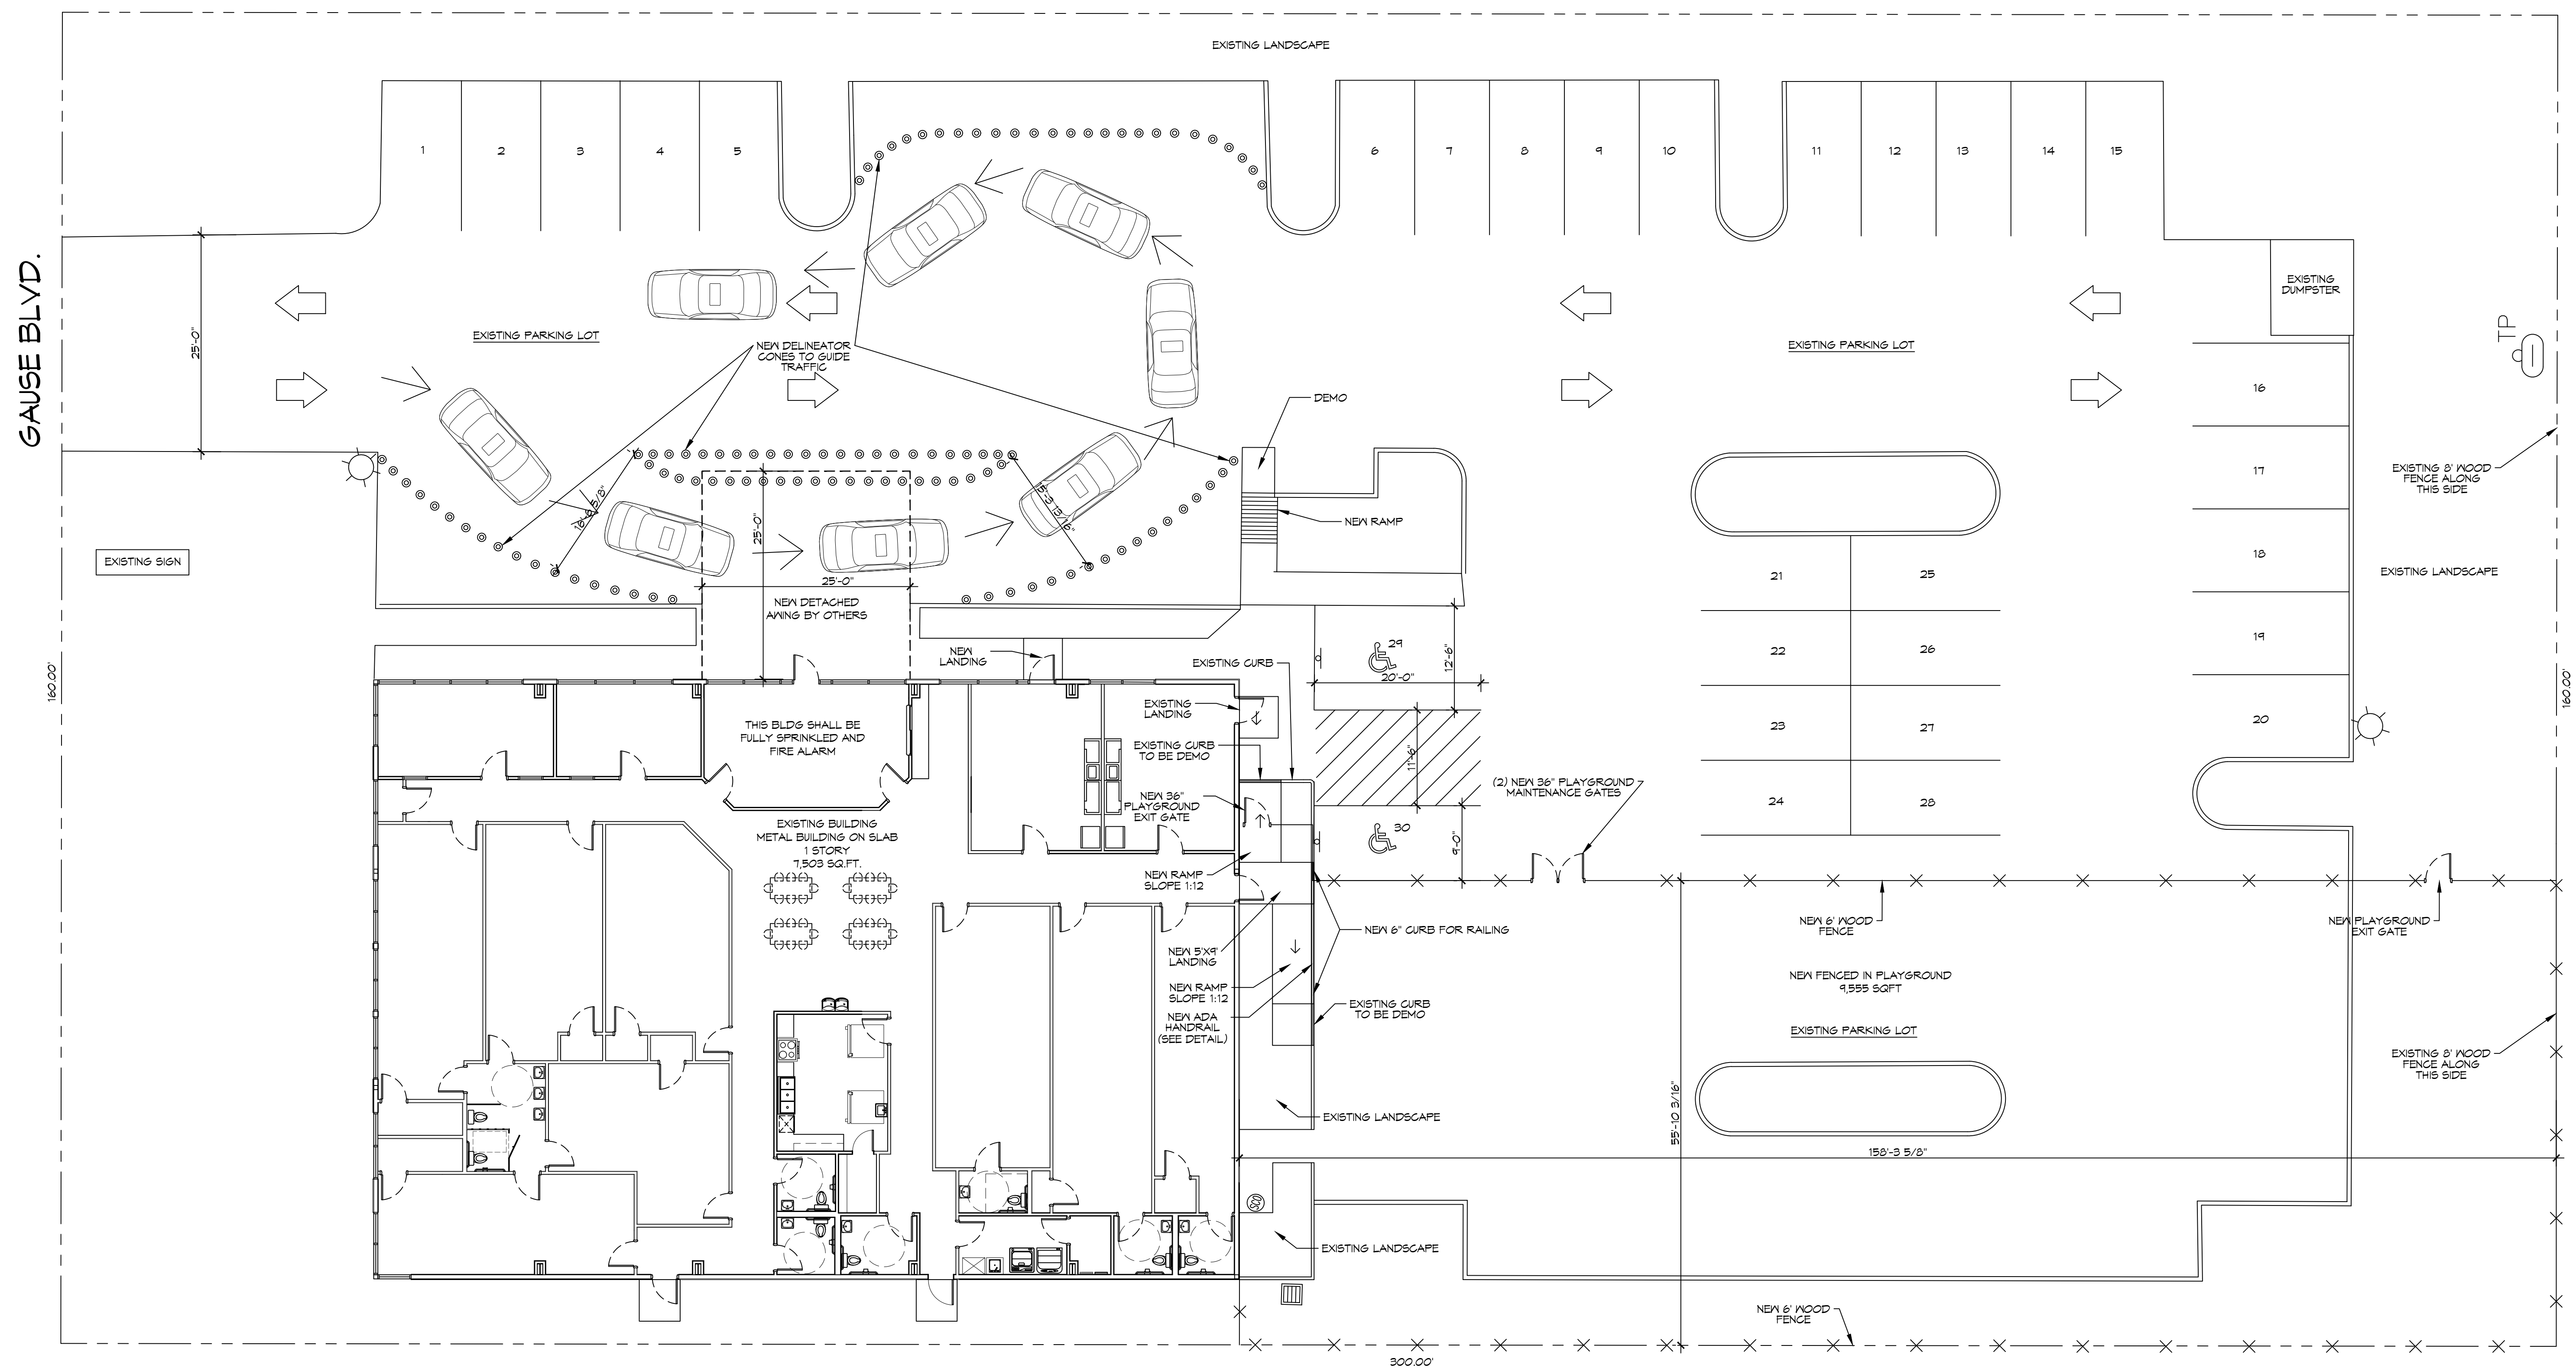 EXISTING LANDSCAPE
1
2
3
4
5
6
7
8
9
10
11
12
13
14
15
GAUSE BLVD.
25'-0"
EXISTING PARKING LOT
NEW DELINEATOR
CONES TO GUIDE
TRAFFIC
EXISTING PARKING LOT
EXISTING
DUMPSTER
TP
DEMO
16
17
18
19
20
EXISTING 8' WOOD
FENCE ALONG
THIS SIDE
NEW RAMP
EXISTING SIGN
25'-0"
25'-0"
NEW DETACHED
AWING BY OTHERS
21
22
23
24
25
26
27
28
EXISTING LANDSCAPE
160.00'
160.00'
NEW
LANDING
EXISTING CURB
29
20'-0"
12'-6"
11'-6"
30
9'-0"
EXISTING
LANDING
THIS BLDG SHALL BE
FULLY SPRINKLED AND
FIRE ALARM
EXISTING CURB
TO BE DEMO
NEW 36"
PLAYGROUND
EXIT GATE
(2) NEW 36" PLAYGROUND
MAINTENANCE GATES
EXISTING BUILDING
METAL BUILDING ON SLAB
1 STORY
7,503 SQ.FT.
NEW RAMP
SLOPE 1:12
NEW 6" CURB FOR RAILING
NEW 6' WOOD
FENCE
NEW PLAYGROUND
EXIT GATE
NEW 5'X9'
LANDING
NEW RAMP
SLOPE 1:12
NEW ADA
HANDRAIL
(SEE DETAIL)
EXISTING CURB
TO BE DEMO
NEW FENCED IN PLAYGROUND
9,555 SQFT
EXISTING PARKING LOT
EXISTING 8' WOOD
FENCE ALONG
THIS SIDE
55'-10 3/16"
EXISTING LANDSCAPE
158'-3 5/8"
SCO
EXISTING LANDSCAPE
NEW 6' WOOD
FENCE
300.00'